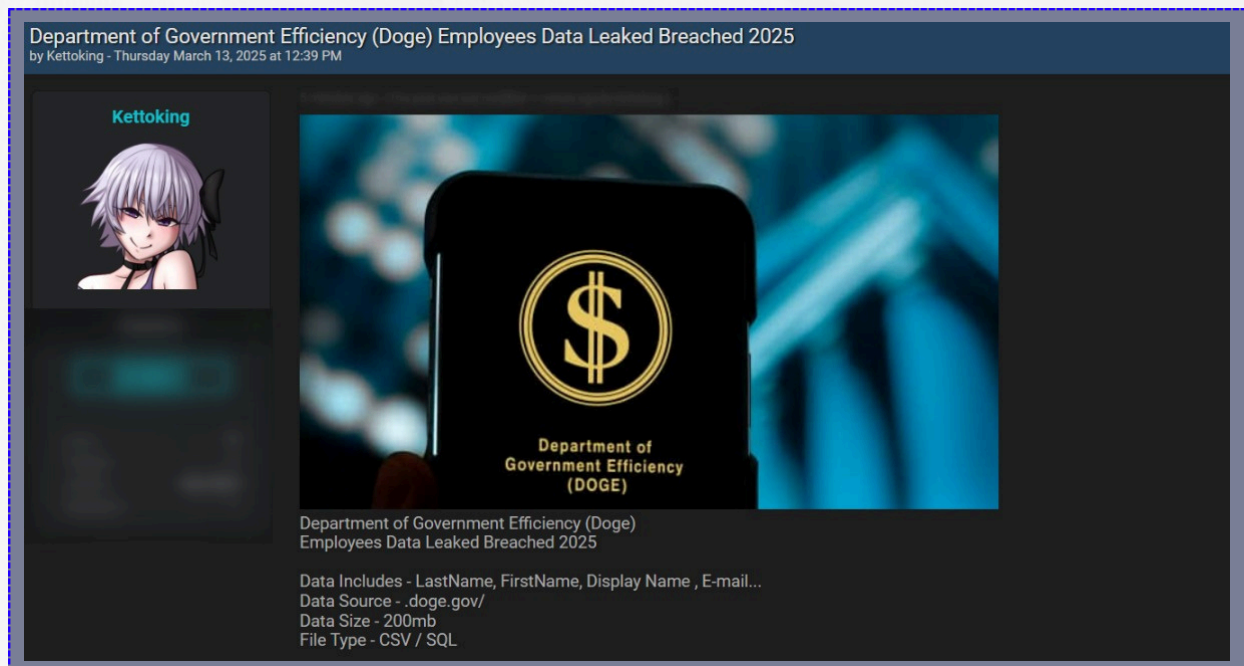 Department of Government Efficiency (Doge) Employees Data Leaked Breached 2025
by Kettoking - Thursday March 13, 2025 at 12:39 PM
Kettoking
$
Department of
Government Efficiency
(DOGE)
Department of Government Efficiency (Doge)
Employees Data Leaked Breached 2025
Data Includes - LastName, FirstName, Display Name , E-mail...
Data Source - .doge.gov/
Data Size - 200mb
File Type - CSV / SQL